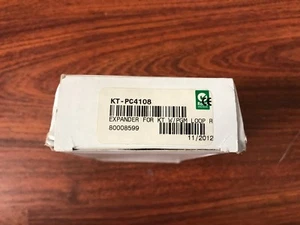 KT-PC4108
EXPANDER FOR KT W/PGM LOOP R
80008599
11/2012